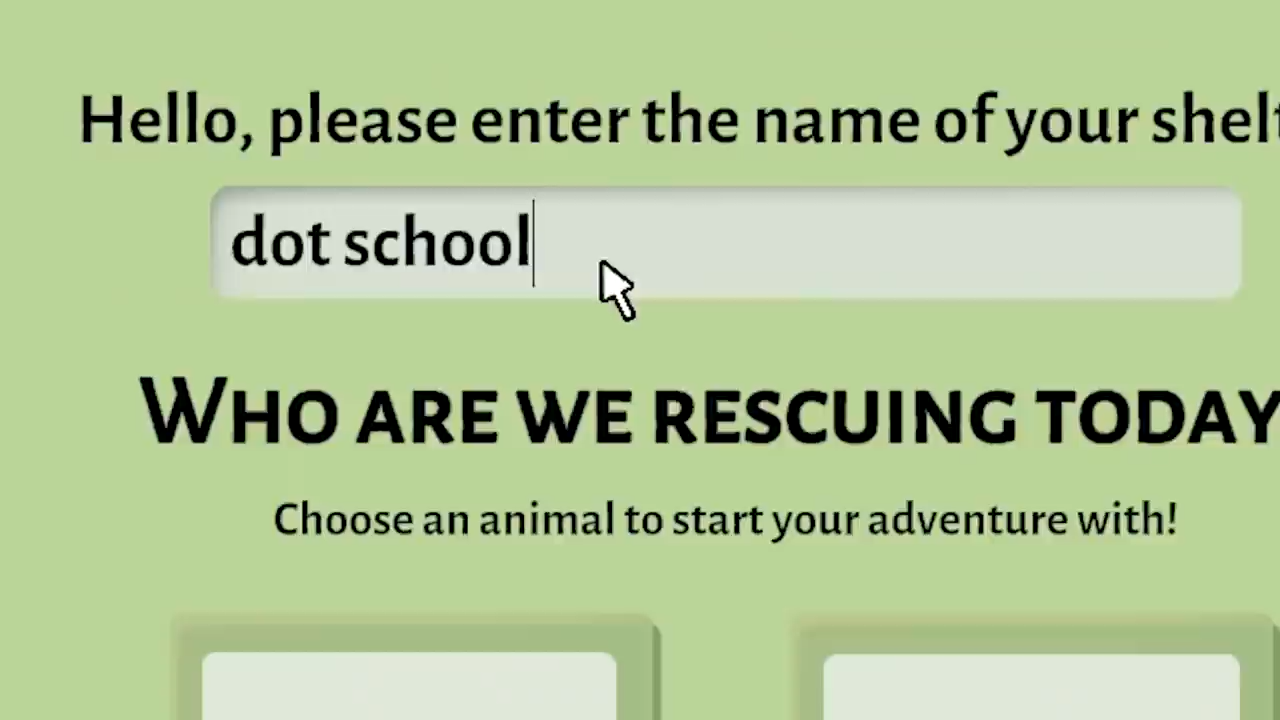 Hello, please enter the name of your shelt
dot school
WHO ARE WE RESCUING TODAY
Choose an animal to start your adventure with!